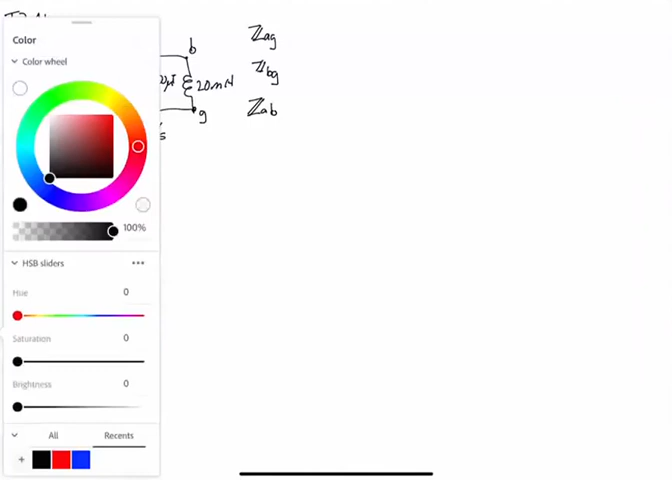 Color
Color wheel
100%
HSB sliders
Hue 0
Saturation 0
Brightness 0
All Recents
b
20mH
g
Zag
Zbg
Zab